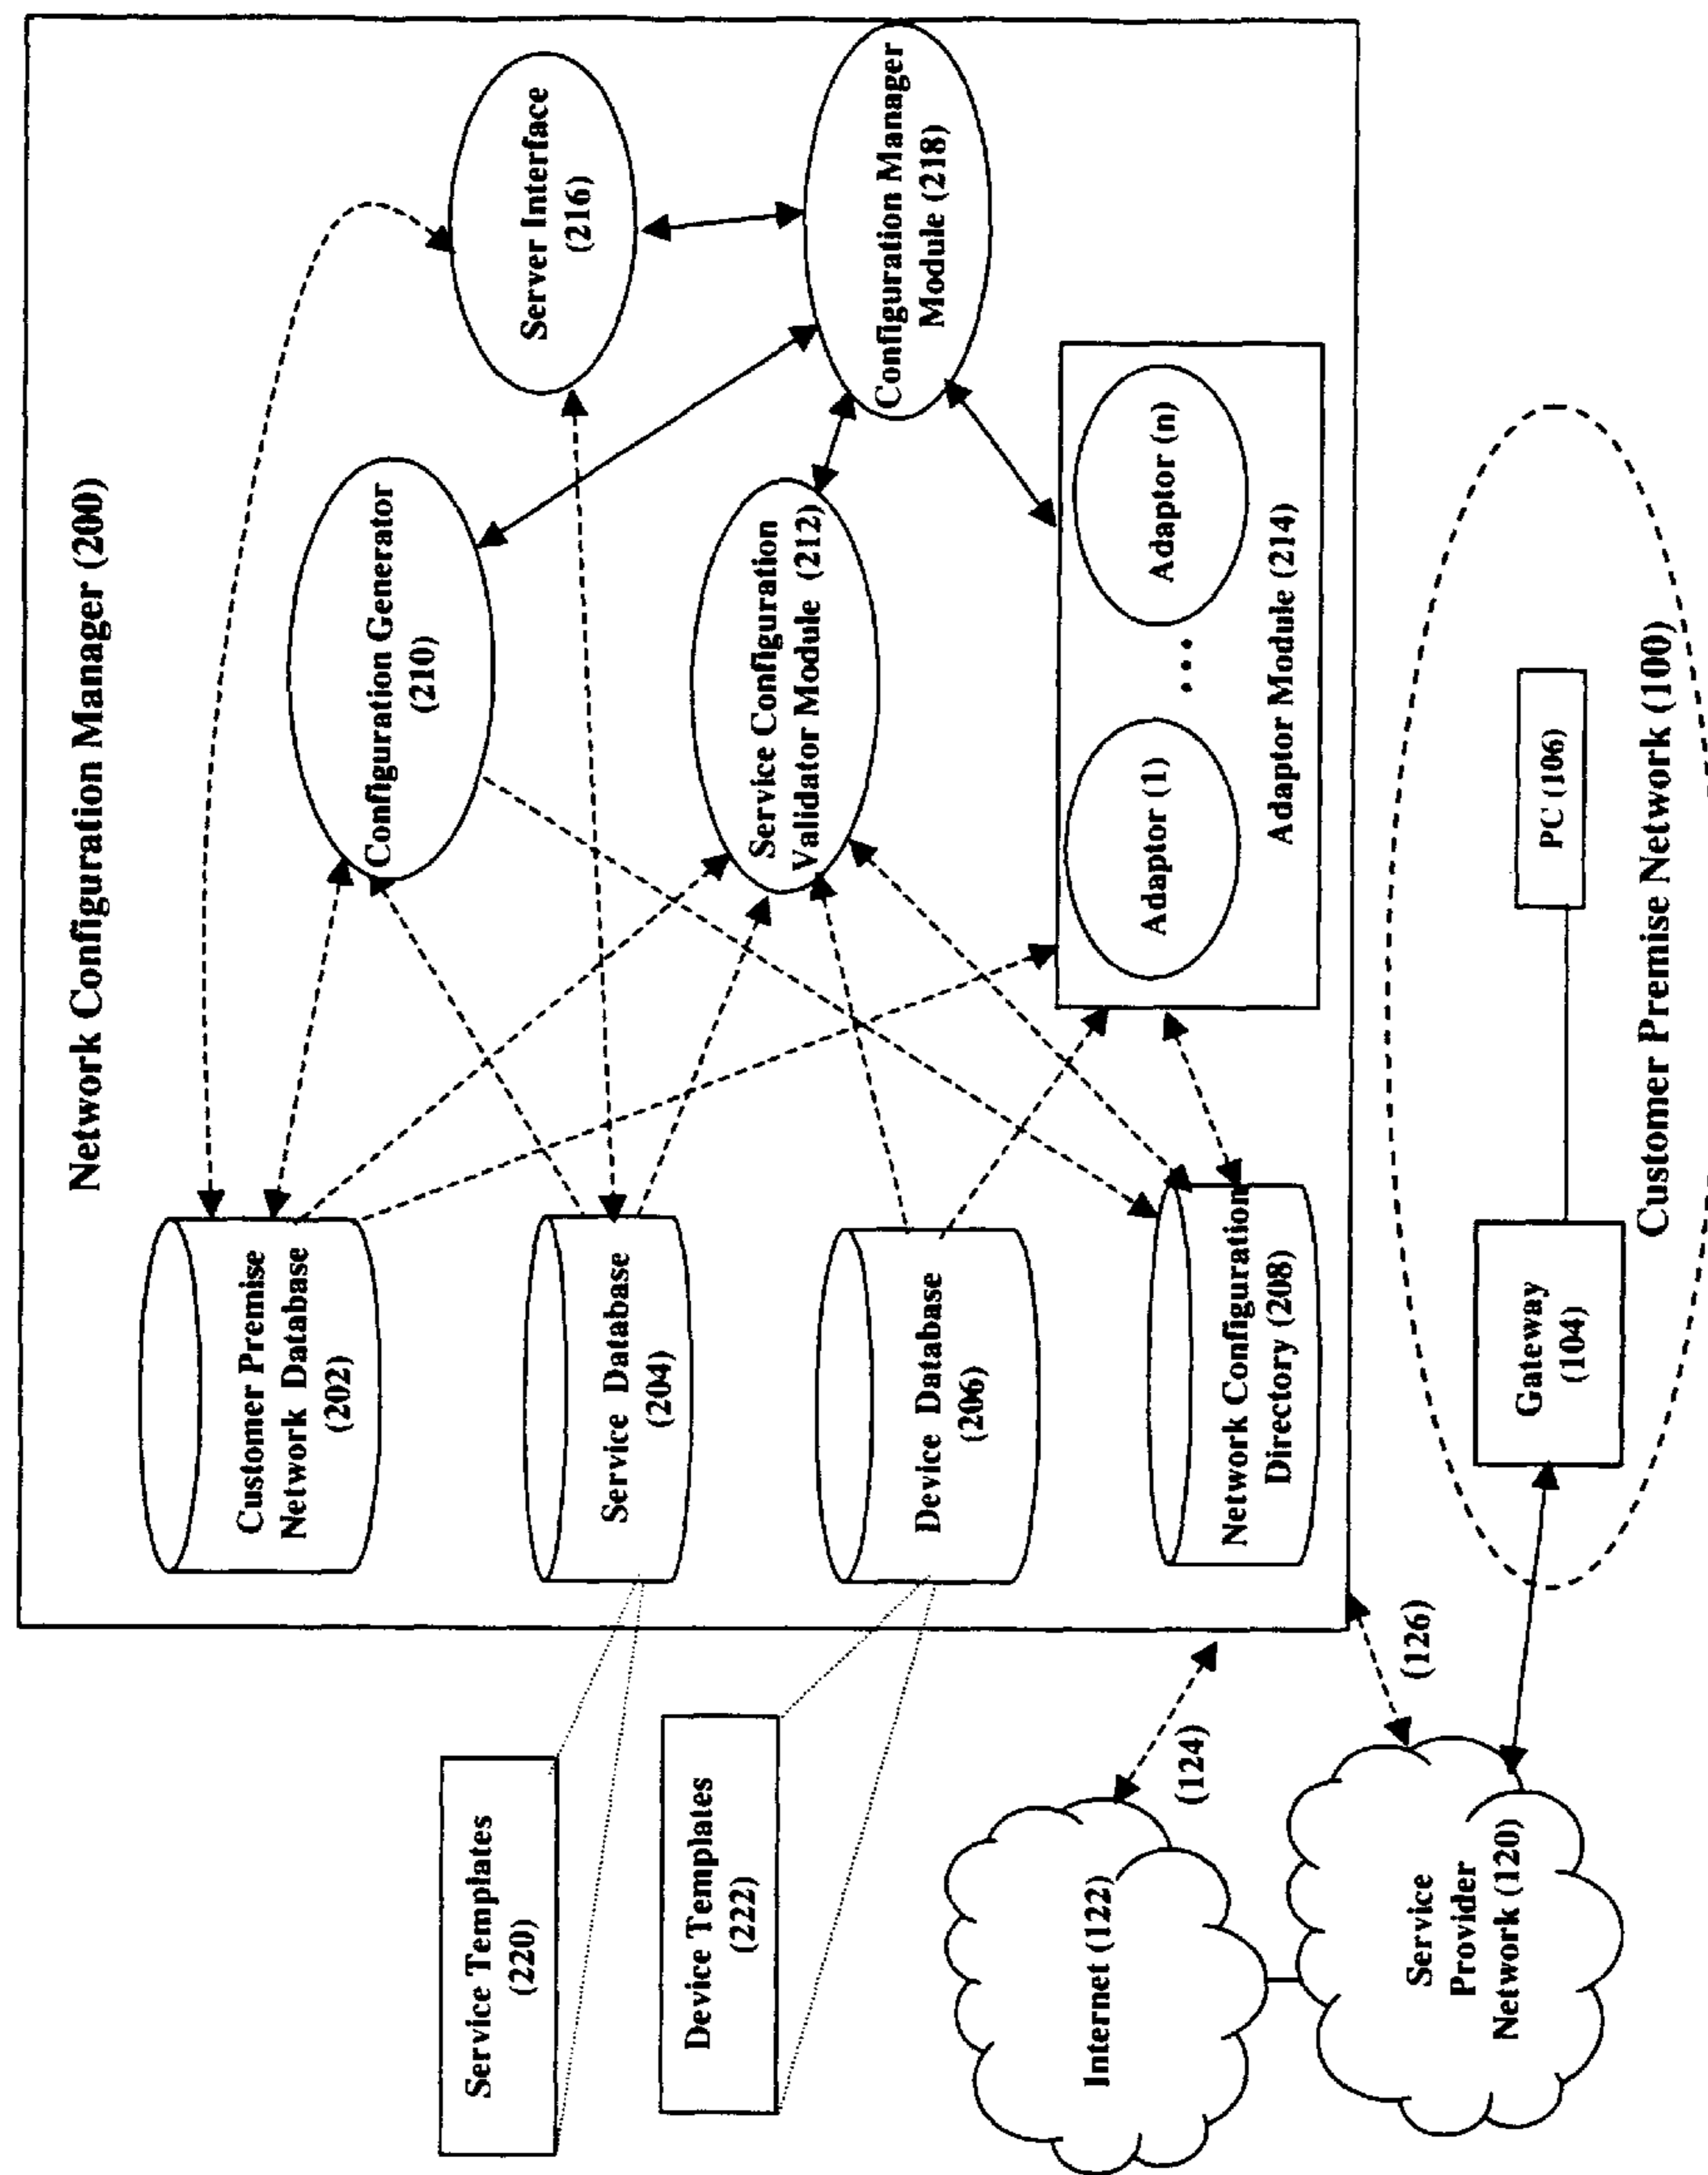 Network Configuration Manager (200)
Customer Premise
Network Database
(202)
Configuration Generator
(210)
Server Interface
(216)
Service Templates
(220)
Service Database
(204)
Service Configuration
Validator Module (212)
Configuration Manager
Module (218)
Device Templates
(222)
Device Database
(206)
Adaptor (1)
Adaptor (n)
Adaptor Module (214)
Network Configuration
Directory (208)
Internet (122)
(124)
(126)
Service
Provider
Network (120)
Gateway
(104)
PC (106)
Customer Premise Network (100)